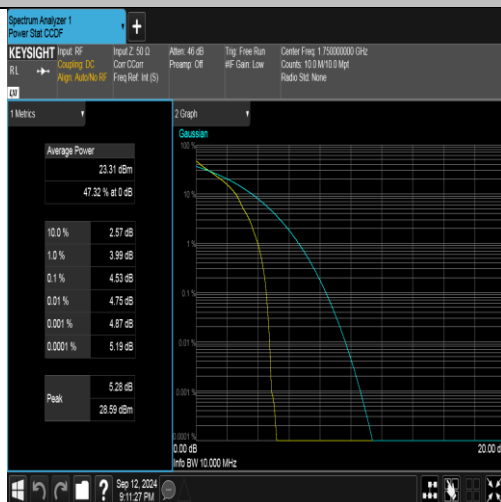 Spectrum Analyzer 1
Power Stat CCDF
+
KEYSIGHT
RL
Input: RF
Coupling: DC
Align: Auto/No RF
Input Z: 50 Ω
Corr CCorr
Freq Ref: Int (S)
Atten: 46 dB
Preamp: Off
Trig: Free Run
#IF Gain: Low
Center Freq: 1.750000000 GHz
Counts: 10.0 M/10.0 Mpt
Radio Std: None
1 Metrics
Average Power
23.31 dBm
47.32 % at 0 dB
10.0 % 2.57 dB
1.0 % 3.99 dB
0.1 % 4.53 dB
0.01 % 4.75 dB
0.001 % 4.87 dB
0.0001 % 5.19 dB
Peak
5.28 dB
28.59 dBm
2 Graph
Gaussian
100 %
10 %
1 %
0.1 %
0.01 %
0.001 %
0.0001 %
0.00 dB
20.00 d
Info BW 10.000 MHz
?
Sep 12, 2024
9:11:27 PM